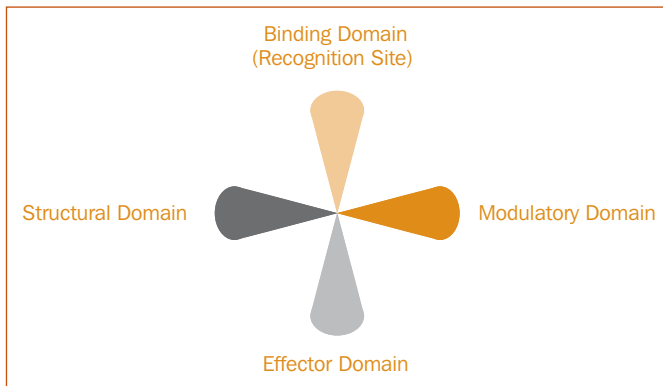 Binding Domain
(Recognition Site)
Structural Domain
Modulatory Domain
Effector Domain